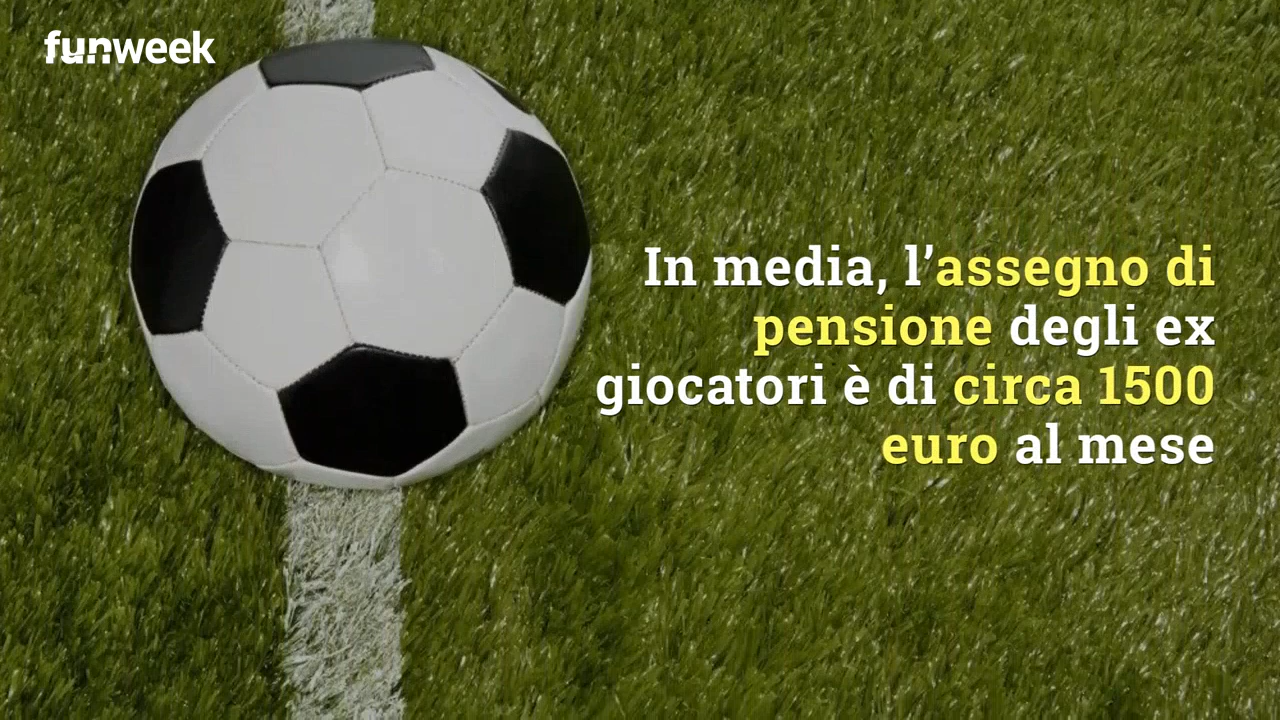 funweek
In media, l’assegno di
pensione degli ex
giocatori è di circa 1500
euro al mese